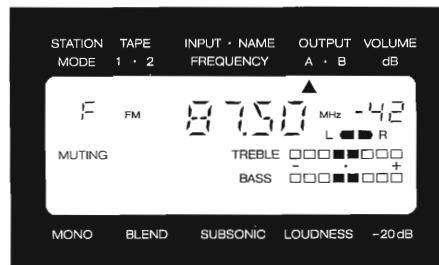 STATION TAPE INPUT · NAME OUTPUT VOLUME
MODE 1 · 2 FREQUENCY A · B dB
F FM 87.50 MHz -42
L R
MUTING TREBLE
- · +
BASS
MONO BLEND SUBSONIC LOUDNESS -20dB